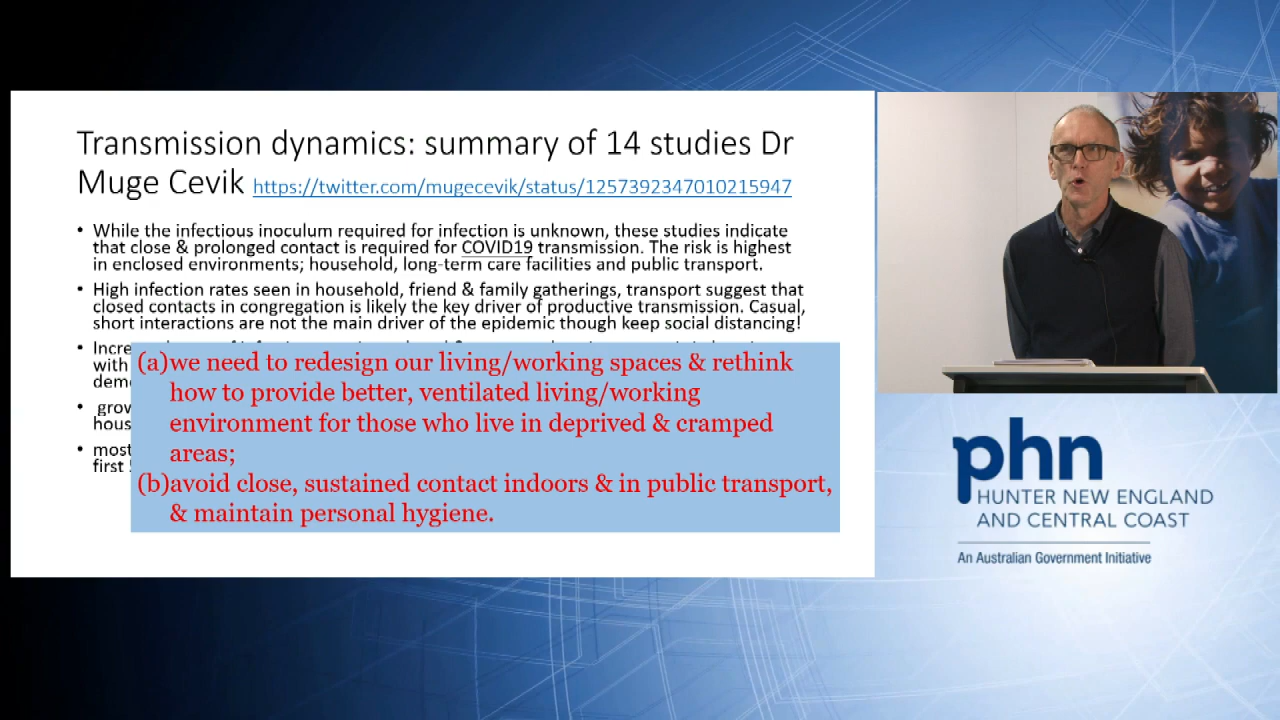 Transmission dynamics: summary of 14 studies Dr
Muge Cevik https://twitter.com/mugecevik/status/1257392347010215947
• While the infectious inoculum required for infection is unknown, these studies indicate
that close & prolonged contact is required for COVID19 transmission. The risk is highest
in enclosed environments; household, long-term care facilities and public transport.
• High infection rates seen in household, friend & family gatherings, transport suggest that
closed contacts in congregation is likely the key driver of productive transmission. Casual,
short interactions are not the main driver of the epidemic though keep social distancing!
with
• most
first
(a)we need to redesign our living/working spaces & rethink
how to provide better, ventilated living/working
environment for those who live in deprived & cramped
areas;
(b)avoid close, sustained contact indoors & in public transport,
& maintain personal hygiene.
phn
HUNTER NEW ENGLAND
AND CENTRAL COAST
An Australian Government Initiative